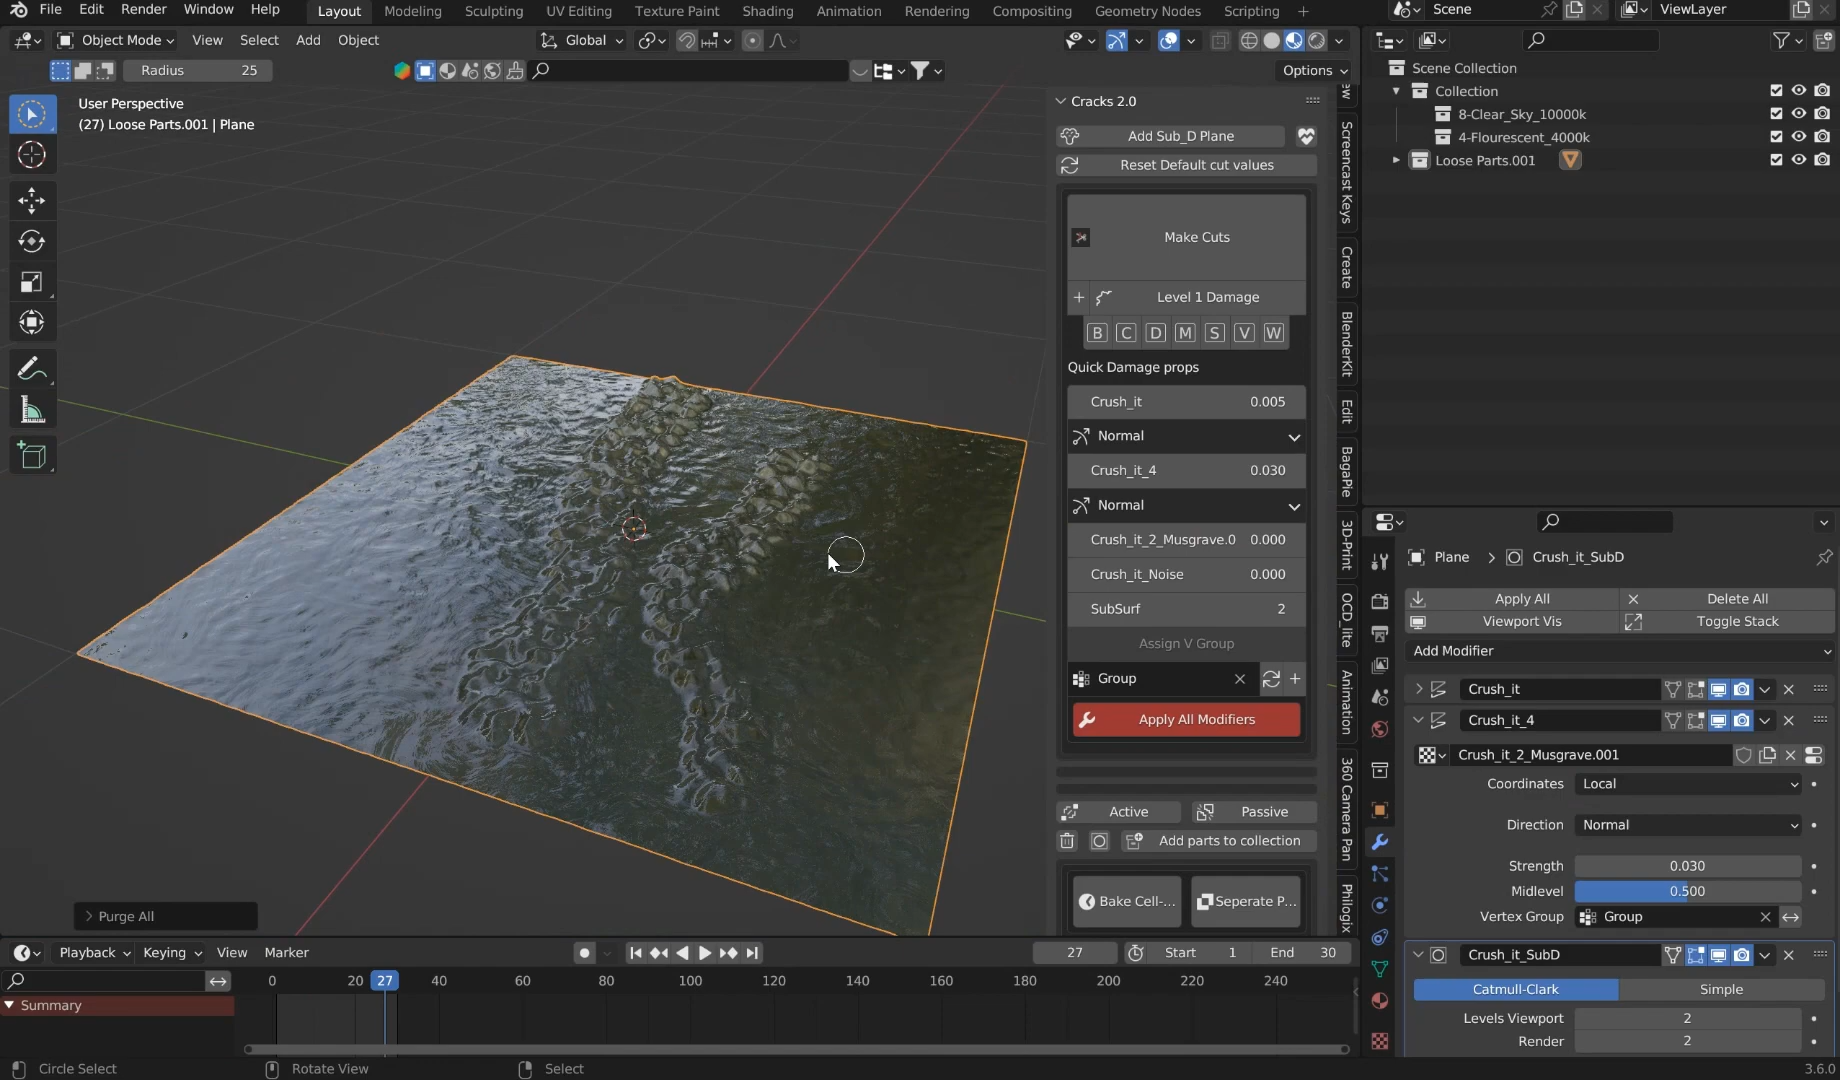 File Edit Render Window Help Layout Modeling Sculpting UV Editing Texture Paint Shading Animation Rendering Compositing Geometry Nodes Scripting + Scene ViewLayer
Object Mode View Select Add Object Global
Radius 25 Options
User Perspective
(27) Loose Parts.001 | Plane
Cracks 2.0
Add Sub_D Plane
Reset Default cut values
Make Cuts
+ Level 1 Damage
B C D M S V W
Quick Damage props
Crush_it 0.005
Normal
Crush_it_4 0.030
Normal
Crush_it_2_Musgrave.0 0.000
Crush_it_Noise 0.000
SubSurf 2
Assign V Group
Group
Apply All Modifiers
Active Passive
Add parts to collection
Bake Cell-... Seperate P...
Screencast Keys
Create
BlenderKit
Edit
BagaPie
3D-Print
OCD_lite
Animation
360 Camera Pan
Philogix
Scene Collection
Collection
8-Clear_Sky_10000k
4-Flourescent_4000k
Loose Parts.001
Plane > Crush_it_SubD
Apply All Delete All
Viewport Vis Toggle Stack
Add Modifier
Crush_it
Crush_it_4
Crush_it_2_Musgrave.001
Coordinates Local
Direction Normal
Strength 0.030
Midlevel 0.500
Vertex Group Group
Crush_it_SubD
Catmull-Clark Simple
Levels Viewport 2
Render 2
Purge All
Playback Keying View Marker 27 Start 1 End 30
0 20 27 40 60 80 100 120 140 160 180 200 220 240
Summary
Circle Select Rotate View Select 3.6.0